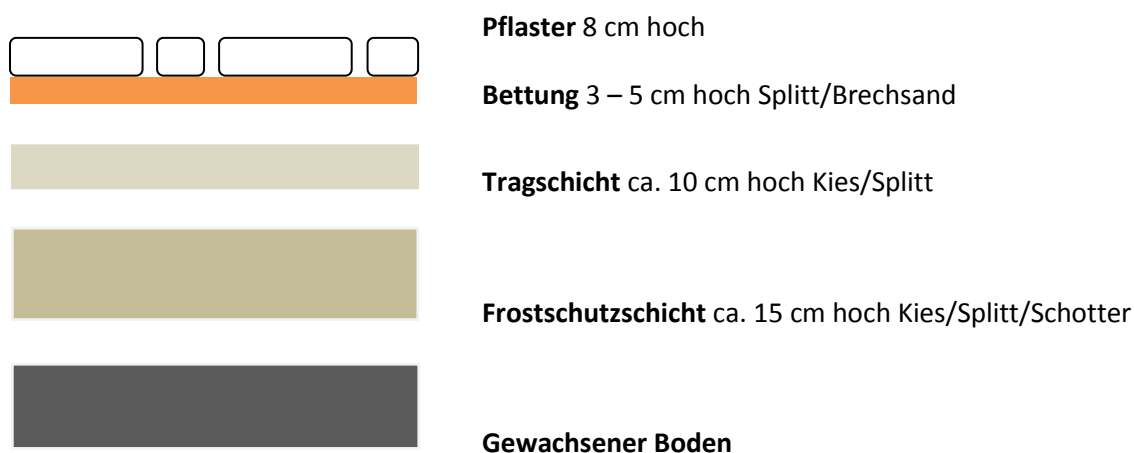 Pflaster 8 cm hoch
Bettung 3 – 5 cm hoch Splitt/Brechsand
Tragschicht ca. 10 cm hoch Kies/Splitt
Frostschutzschicht ca. 15 cm hoch Kies/Splitt/Schotter
Gewachsener Boden